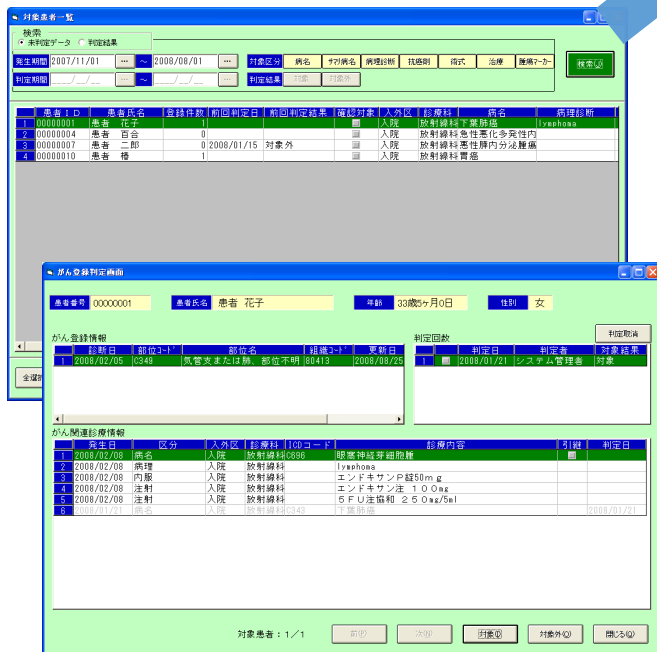 対象患者一覧
検索
未判定データ 判定結果
発生期間 2007/11/01 ... ～ 2008/08/01 ... 対象区分 病名 ｻﾏﾘ病名 病理診断 抗癌剤 術式 治療 腫瘍ﾏｰｶｰ 検索(J)
判定期間 __/__/__ ... ～ __/__/__ ... 判定結果 対象 対象外
患者ＩＤ 患者氏名 登録件数 前回判定日 前回判定結果 確認対象 入外区 診療科 病名 病理診断
1 00000001 患者 花子 1 入院 放射線科 下葉肺癌 lymphoma
2 00000004 患者 百合 0 入院 放射線科 急性悪化多発性内
3 00000007 患者 二郎 0 2008/01/15 対象外 入院 放射線科 悪性膵内分泌腫瘍
4 00000010 患者 椿 1 入院 放射線科 胃癌
がん登録判定画面
患者番号 00000001 患者氏名 患者 花子 年齢 33歳5ヶ月0日 性別 女
判定取消
がん登録情報 判定回数
診断日 部位ｺｰﾄﾞ 部位名 組織ｺｰﾄﾞ 更新日 判定日 判定者 対象結果
1 2008/02/05 C349 気管支または肺、部位不明 80413 2008/08/25 1 2008/01/21 システム管理者 対象
全選択
がん関連診療情報
発生日 区分 入外区 診療科 ICDコード 診療内容 引継 判定日
1 2008/02/08 病名 入院 放射線科 C696 眼窩神経芽細胞腫
2 2008/02/08 病理 入院 放射線科 lymphoma
3 2008/02/08 内服 入院 放射線科 エンドキサンＰ錠50ｍｇ
4 2008/02/08 注射 入院 放射線科 エンドキサン注 １００mg
5 2008/02/08 注射 入院 放射線科 ５ＦＵ注協和 ２５０mg/5ml
6 2008/01/21 病名 入院 放射線科 C343 下葉肺癌 2008/01/21
対象患者：1／1 前(P) 次(N) 対象(I) 対象外(O) 閉じる(Q)